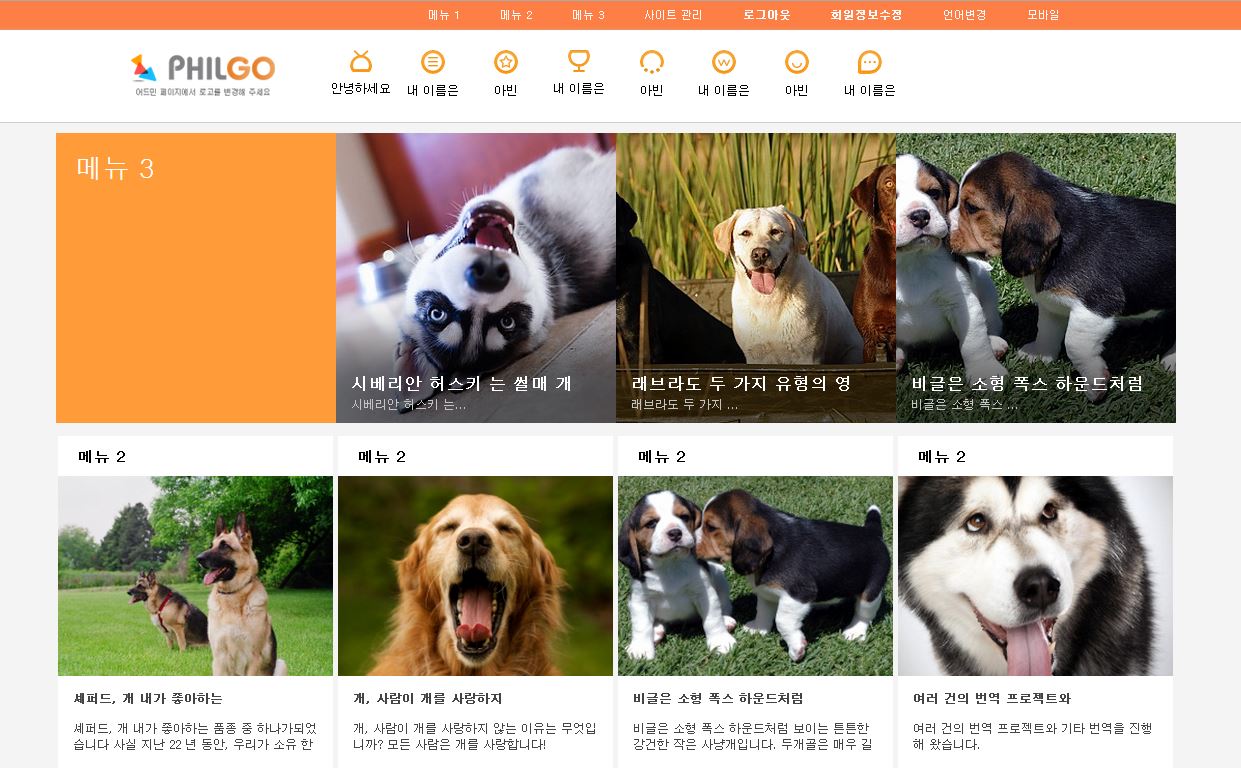 메뉴 1 메뉴 2 메뉴 3 사이트 관리 로그아웃 회원정보수정 언어변경 모바일
PHILGO
어드민 페이지에서 로고를 변경해 주세요
안녕하세요 내 이름은 아빈 내 이름은 아빈 내 이름은 아빈 내 이름은
메뉴 3
시베리안 허스키 는 썰매 개
시베리안 허스키 는...
래브라도 두 가지 유형의 영
래브라도 두 가지 ...
비글은 소형 폭스 하운드처럼
비글은 소형 폭스 ...
메뉴 2
메뉴 2
메뉴 2
메뉴 2
셰퍼드, 개 내가 좋아하는
셰퍼드, 개 내가 좋아하는 품종 중 하나가되었
습니다 사실 지난 22 년 동안, 우리가 소유 한
개, 사람이 개를 사랑하지
개, 사람이 개를 사랑하지 않는 이유는 무엇입
니까? 모든 사람은 개를 사랑합니다!
비글은 소형 폭스 하운드처럼
비글은 소형 폭스 하운드처럼 보이는 튼튼한
강건한 작은 사냥개입니다. 두개골은 매우 길
여러 건의 번역 프로젝트와
여러 건의 번역 프로젝트와 기타 번역을 진행
해 왔습니다.